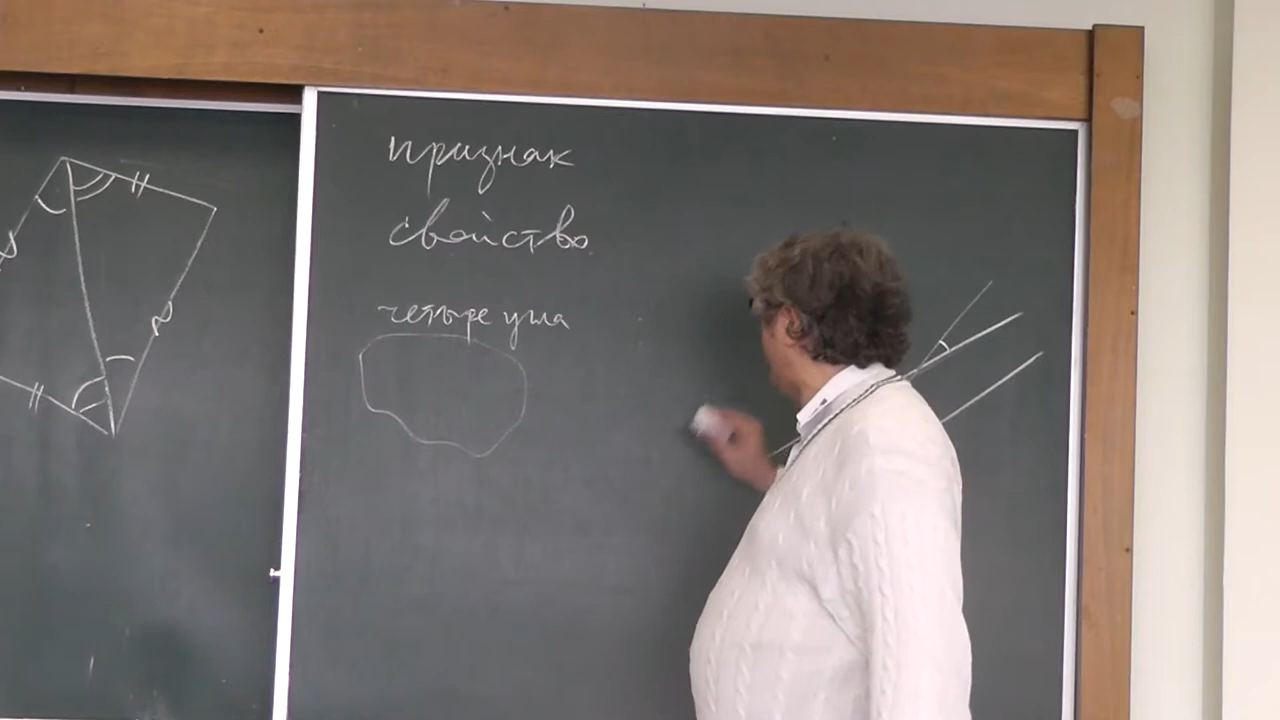 признак
свойство
четыре угла